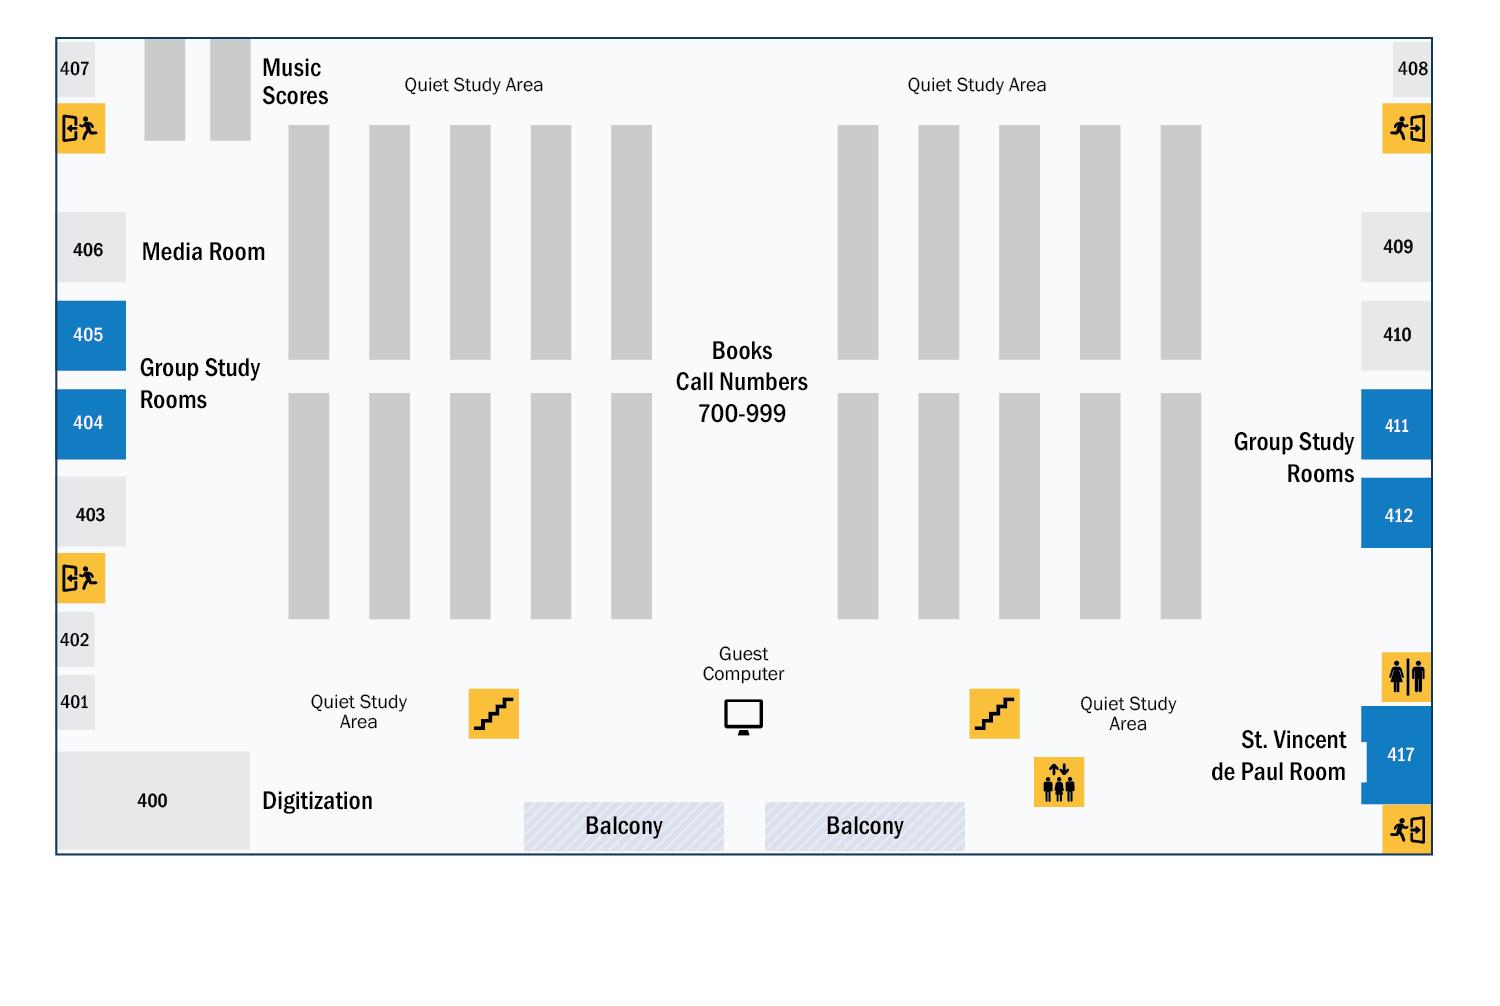 407
Music
Scores
Quiet Study Area
Quiet Study Area
408
406
Media Room
409
405
Group Study
Rooms
404
Books
Call Numbers
700-999
410
411
Group Study
Rooms
412
403
402
401
Quiet Study
Area
Guest
Computer
Quiet Study
Area
St. Vincent
de Paul Room
417
400
Digitization
Balcony
Balcony